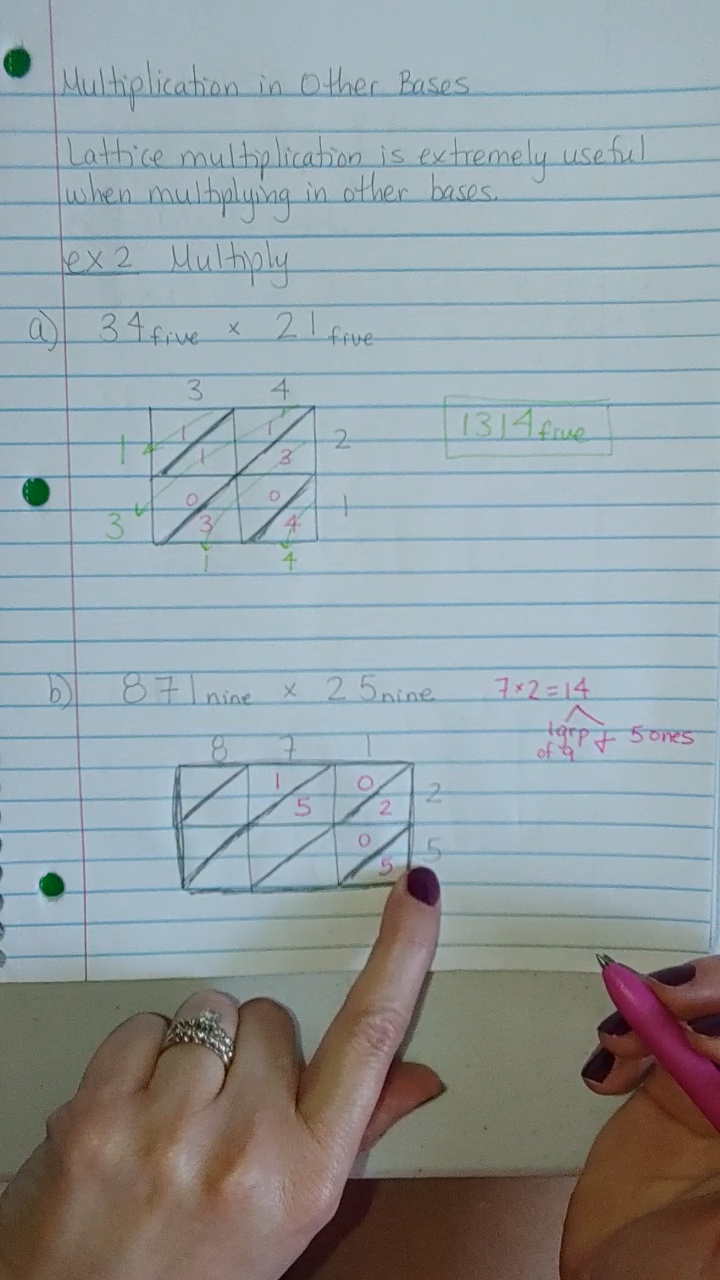 Multiplication in Other Bases
Lattice multiplication is extremely useful
when multiplying in other bases.
ex 2 Multiply
a) 34five × 21five
3 4
1 1 1 2
1 3
0 0 1
3 3 4
1 4
1314five
b) 871nine × 25nine 7×2=14
1grp + 5 ones
of 9
8 7 1
1 0 2
5 2
0 5
5